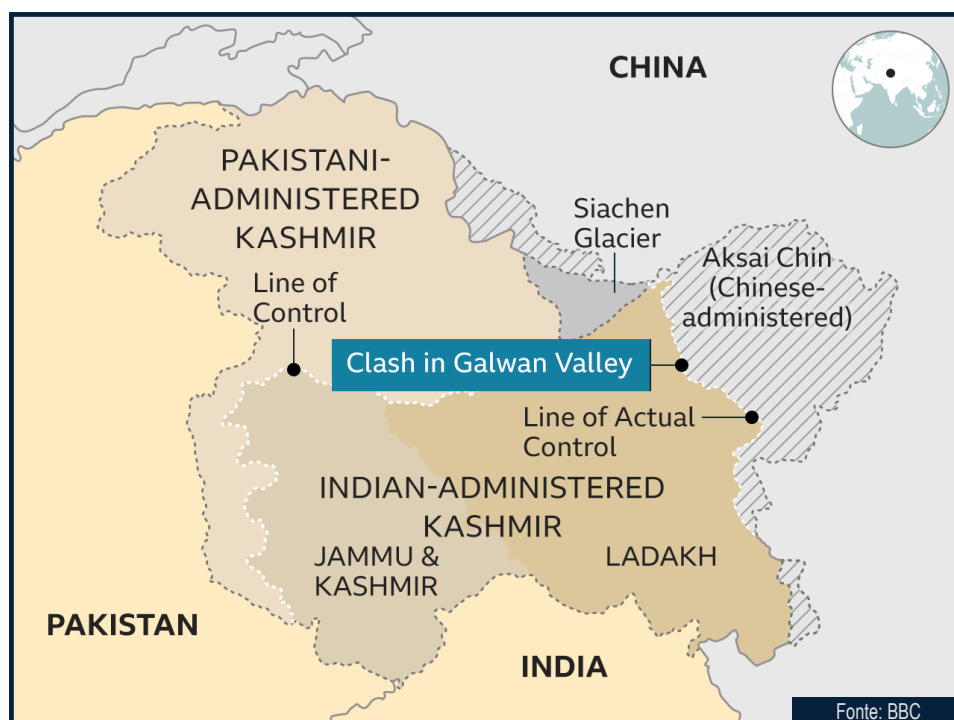 CHINA
PAKISTANI-
ADMINISTERED
KASHMIR
Siachen
Glacier
Aksai Chin
(Chinese-
administered)
Line of
Control
Clash in Galwan Valley
Line of Actual
Control
INDIAN-ADMINISTERED
KASHMIR
JAMMU &
KASHMIR
LADAKH
PAKISTAN
INDIA
Fonte: BBC